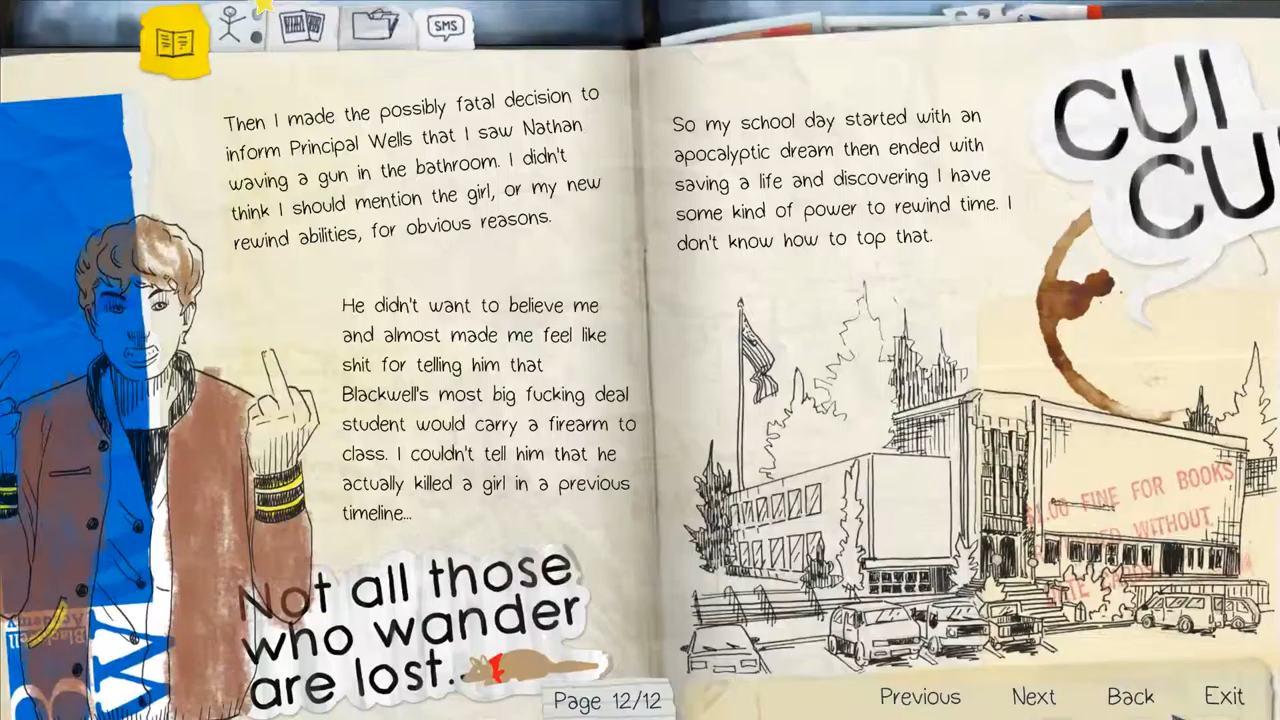 SMS
Then I made the possibly fatal decision to
inform Principal Wells that I saw Nathan
waving a gun in the bathroom. I didn't
think I should mention the girl, or my new
rewind abilities, for obvious reasons.
He didn't want to believe me
and almost made me feel like
shit for telling him that
Blackwell's most big fucking deal
student would carry a firearm to
class. I couldn't tell him that he
actually killed a girl in a previous
timeline...
Not all those
who wander
are lost.
So my school day started with an
apocalyptic dream then ended with
saving a life and discovering I have
some kind of power to rewind time. I
don't know how to top that.
CUI
CU
FINE FOR BOOKS
WITHOUT
Blackwell
Academy
Page 12/12
Previous
Next
Back
Exit